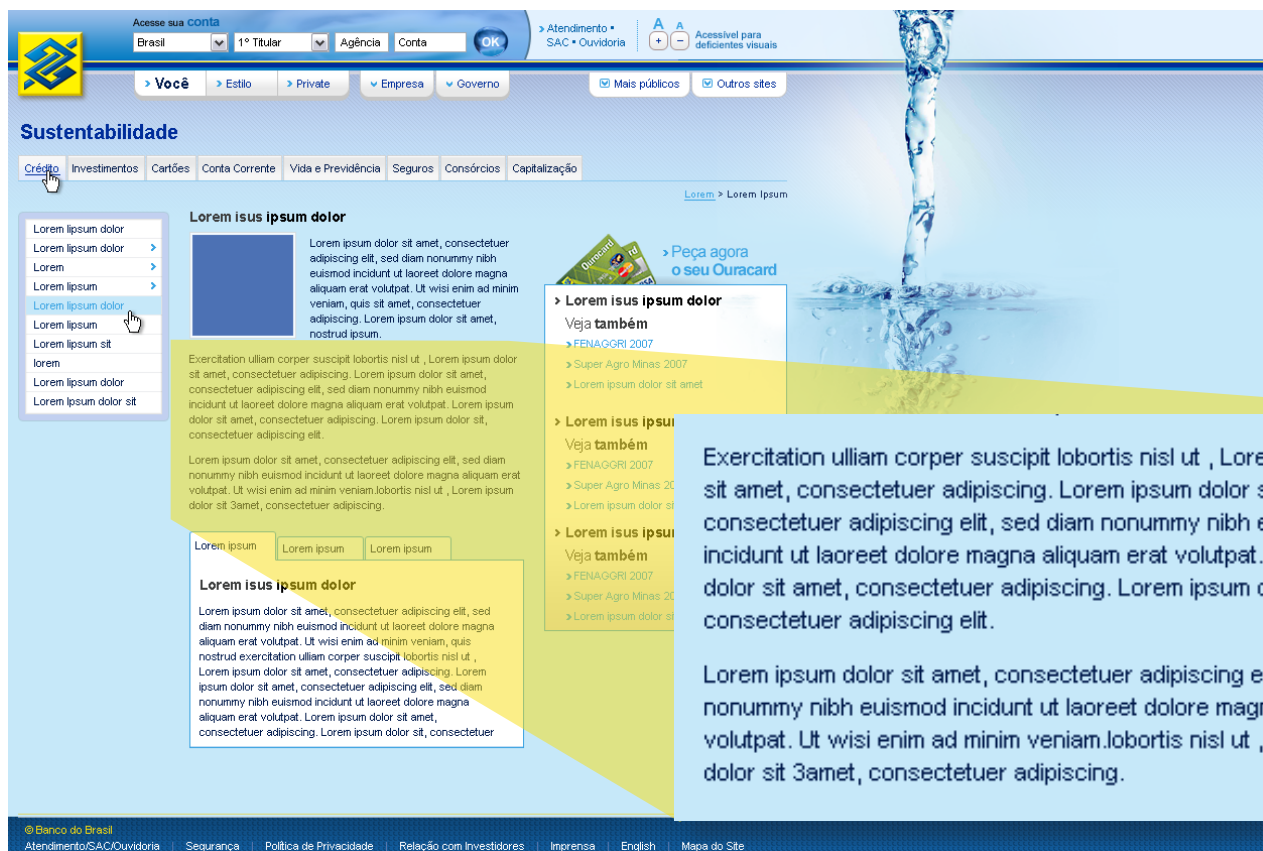 Acesse sua conta
Brasil 1º Titular Agência Conta OK
> Atendimento •
SAC • Ouvidoria
A A
+ -
Acessível para
deficientes visuais
> Você > Estilo > Private Empresa Governo Mais públicos Outros sites
Sustentabilidade
Crédito Investimentos Cartões Conta Corrente Vida e Previdência Seguros Consórcios Capitalização
Lorem > Lorem Ipsum
Lorem lipsum dolor
Lorem lipsum dolor >
Lorem >
Lorem lipsum >
Lorem lipsum dolor
Lorem lipsum
Lorem lipsum sit
lorem
Lorem lipsum dolor
Lorem Ipsum dolor sit
Lorem isus ipsum dolor
Lorem ipsum dolor sit amet, consectetuer
adipiscing elit, sed diam nonummy nibh
euismod incidunt ut laoreet dolore magna
aliquam erat volutpat. Ut wisi enim ad minim
veniam, quis sit amet, consectetuer
adipiscing. Lorem ipsum dolor sit amet,
nostrud ipsum.
Exercitation ulliam corper suscipit lobortis nisl ut , Lorem ipsum dolor
sit amet, consectetuer adipiscing. Lorem ipsum dolor sit amet,
consectetuer adipiscing elit, sed diam nonummy nibh euismod
incidunt ut laoreet dolore magna aliquam erat volutpat. Lorem ipsum
dolor sit amet, consectetuer adipiscing. Lorem ipsum dolor sit,
consectetuer adipiscing elit.
Lorem ipsum dolor sit amet, consectetuer adipiscing elit, sed diam
nonummy nibh euismod incidunt ut laoreet dolore magna aliquam erat
volutpat. Ut wisi enim ad minim veniam.lobortis nisl ut , Lorem ipsum
dolor sit 3amet, consectetuer adipiscing.
Lorem ipsum Lorem ipsum Lorem ipsum
Lorem isus ipsum dolor
Lorem ipsum dolor sit amet, consectetuer adipiscing elit, sed
diam nonummy nibh euismod incidunt ut laoreet dolore magna
aliquam erat volutpat. Ut wisi enim ad minim veniam, quis
nostrud exercitation ulliam corper suscipit lobortis nisl ut ,
Lorem ipsum dolor sit amet, consectetuer adipiscing. Lorem
ipsum dolor sit amet, consectetuer adipiscing elit, sed diam
nonummy nibh euismod incidunt ut laoreet dolore magna
aliquam erat volutpat. Lorem ipsum dolor sit amet,
consectetuer adipiscing. Lorem ipsum dolor sit, consectetuer
Ourocard
> Peça agora
o seu Ouracard
> Lorem isus ipsum dolor
Veja também
> FENAGGRI 2007
> Super Agro Minas 2007
> Lorem ipsum dolor sit amet
> Lorem isus ipsu
Veja também
> FENAGGRI 2007
> Super Agro Minas 20
> Lorem ipsum dolor si
> Lorem isus ipsu
Veja também
> FENAGGRI 2007
> Super Agro Minas 20
> Lorem ipsum dolor si
Exercitation ulliam corper suscipit lobortis nisl ut , Lore
sit amet, consectetuer adipiscing. Lorem ipsum dolor s
consectetuer adipiscing elit, sed diam nonummy nibh e
incidunt ut laoreet dolore magna aliquam erat volutpat.
dolor sit amet, consectetuer adipiscing. Lorem ipsum d
consectetuer adipiscing elit.
Lorem ipsum dolor sit amet, consectetuer adipiscing e
nonummy nibh euismod incidunt ut laoreet dolore magn
volutpat. Ut wisi enim ad minim veniam.lobortis nisl ut ,
dolor sit 3amet, consectetuer adipiscing.
© Banco do Brasil
Atendimento/SAC/Ouvidoria | Segurança | Política de Privacidade | Relação com Investidores | Imprensa | English | Mapa do Site